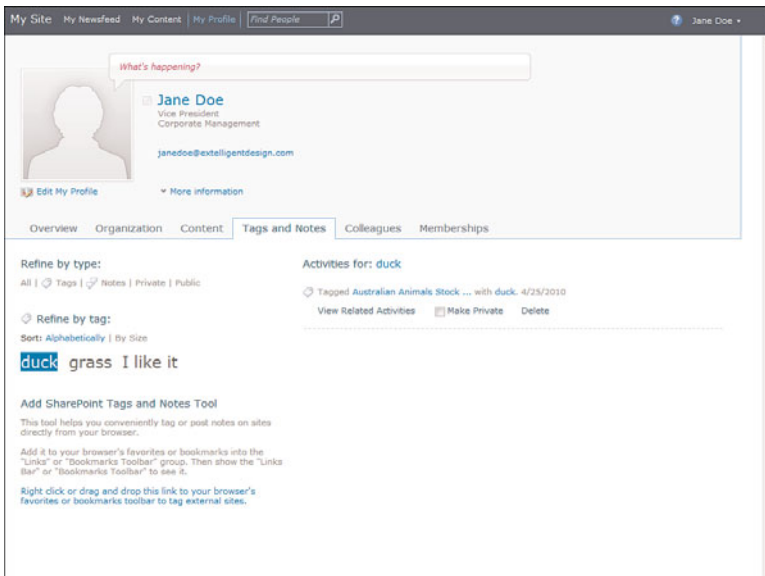 My Site My Newsfeed My Content | My Profile | Find People Jane Doe
What's happening?
Jane Doe
Vice President
Corporate Management
janedoe@extelligentdesign.com
Edit My Profile
More information
Overview Organization Content Tags and Notes Colleagues Memberships
Refine by type:
All | Tags | Notes | Private | Public
Refine by tag:
Sort: Alphabetically | By Size
duck grass I like it
Add SharePoint Tags and Notes Tool
This tool helps you conveniently tag or post notes on sites
directly from your browser.
Add it to your browser's favorites or bookmarks into the
"Links" or "Bookmarks Toolbar" group. Then show the "Links
Bar" or "Bookmarks Toolbar" to see it.
Right click or drag and drop this link to your browser's
favorites or bookmarks toolbar to tag external sites.
Activities for: duck
Tagged Australian Animals Stock ... with duck. 4/25/2010
View Related Activities Make Private Delete